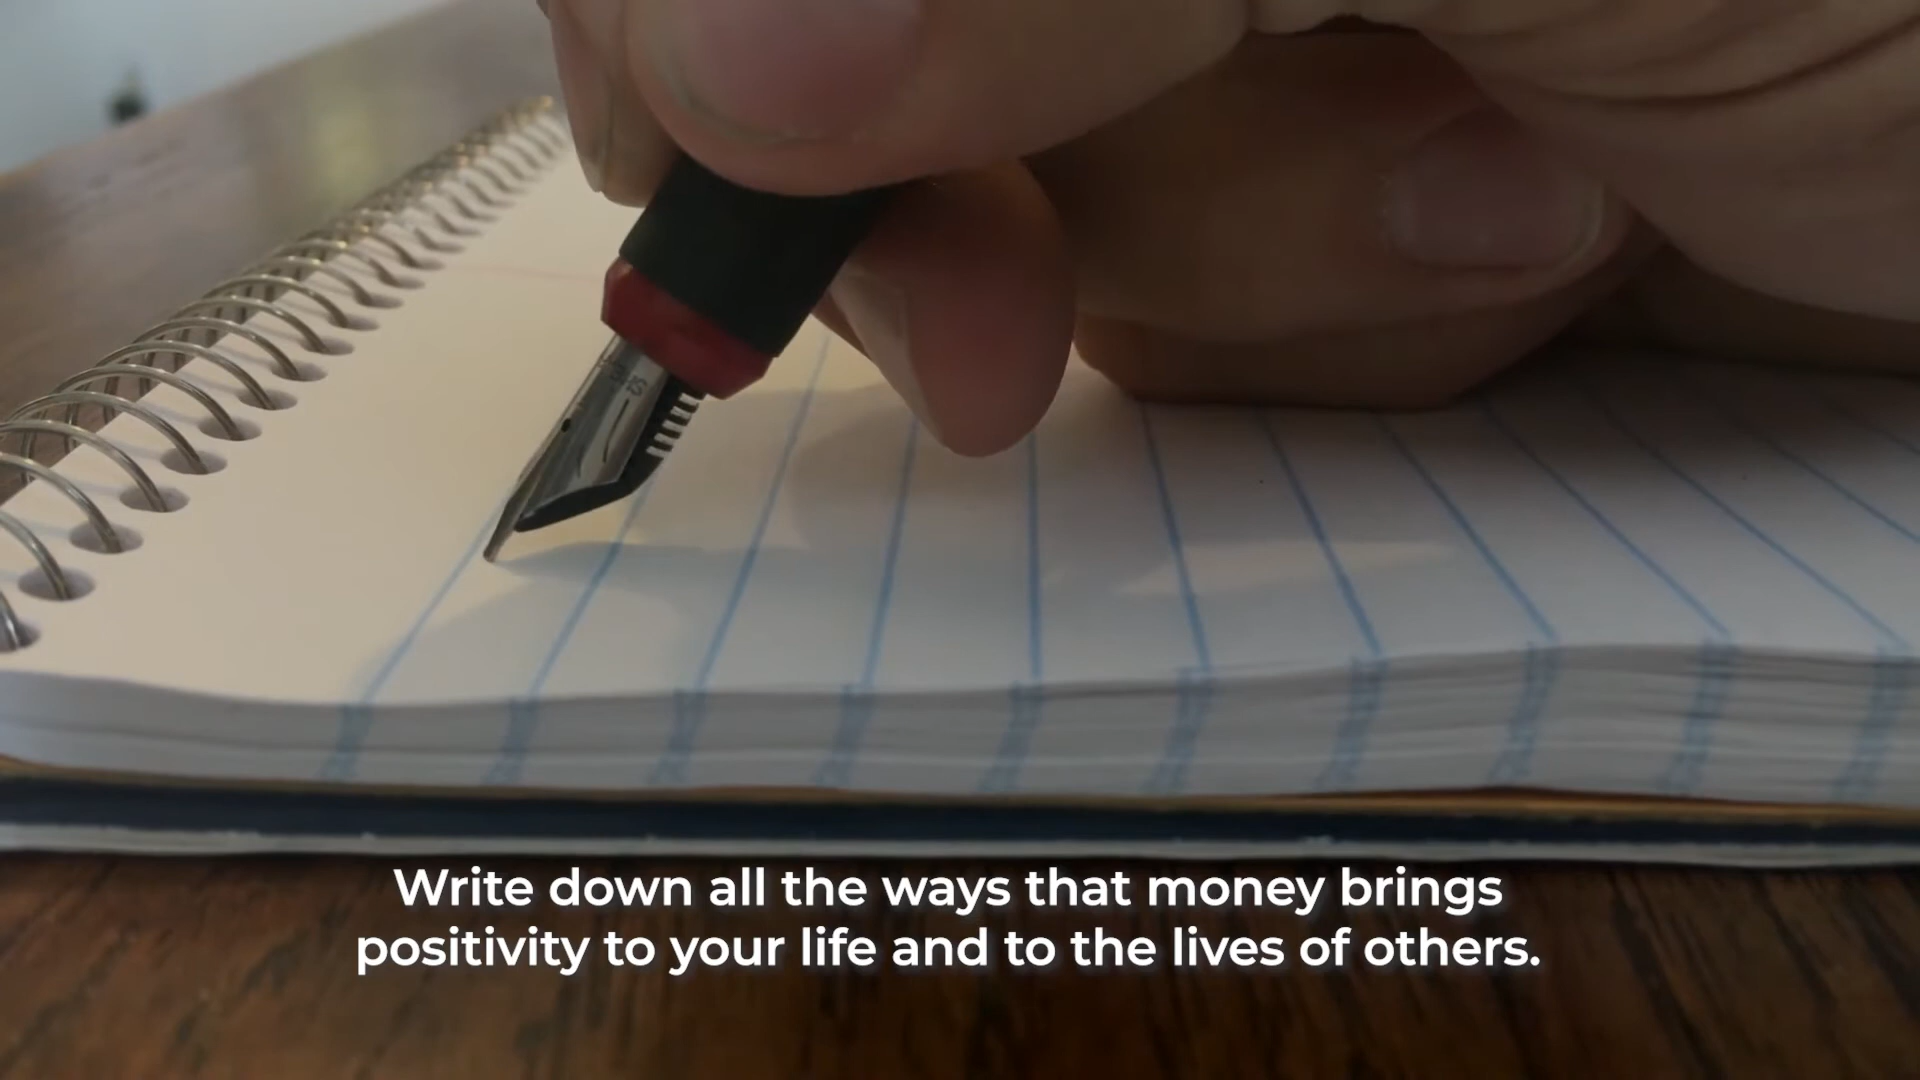 Write down all the ways that money brings
positivity to your life and to the lives of others.